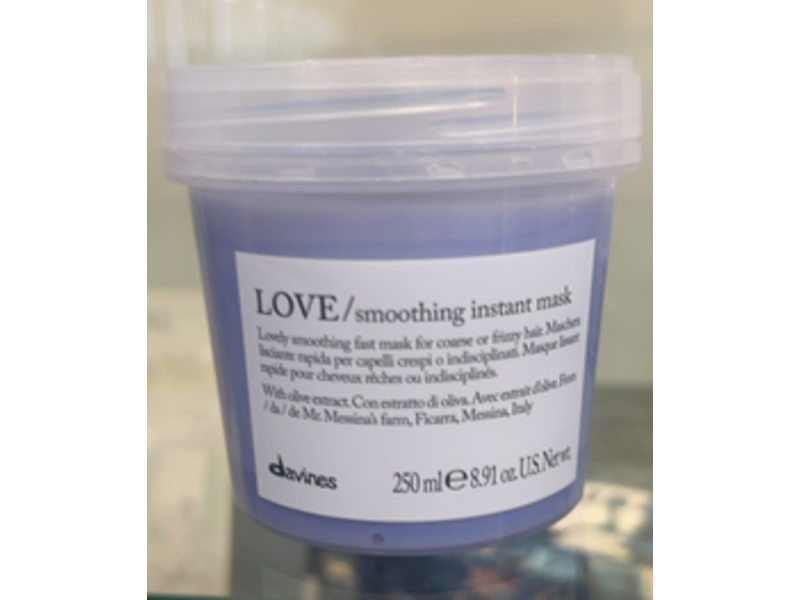 LOVE/smoothing instant mask
Lovely smoothing fast mask for coarse or frizzy hair. Maschera
lisciante rapida per capelli crespi o indisciplinati. Masque lissant
rapide pour cheveux rêches ou indisciplinés.
With olive extract. Con estratto di oliva. Avec extrait d'olive. From
/ da / de Mr. Messina's farm, Ficarra, Messina, Italy
davines
250 ml ℮ 8.91 oz. U.S. Net wt.